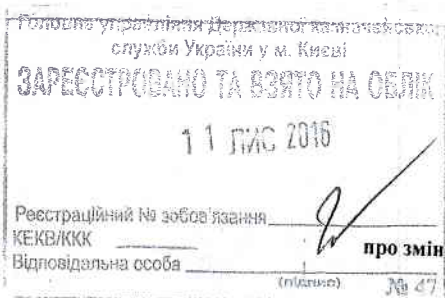 Головне управління Державної казначейської
служби України у м. Києві
ЗАРЕЄСТРОВАНО ТА ВЗЯТО НА ОБЛІК
11 ЛИС 2016
Реєстраційний № зобов'язання
КЕКВ/ККК
про змін
Відповідальна особа
(підпис)
№ 47